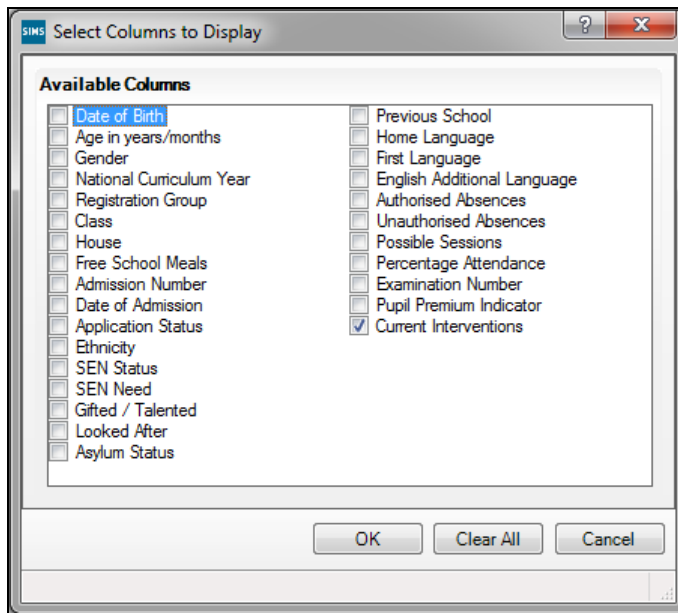 SIMS Select Columns to Display
Available Columns
Date of Birth
Age in years/months
Gender
National Curriculum Year
Registration Group
Class
House
Free School Meals
Admission Number
Date of Admission
Application Status
Ethnicity
SEN Status
SEN Need
Gifted / Talented
Looked After
Asylum Status
Previous School
Home Language
First Language
English Additional Language
Authorised Absences
Unauthorised Absences
Possible Sessions
Percentage Attendance
Examination Number
Pupil Premium Indicator
Current Interventions
OK Clear All Cancel